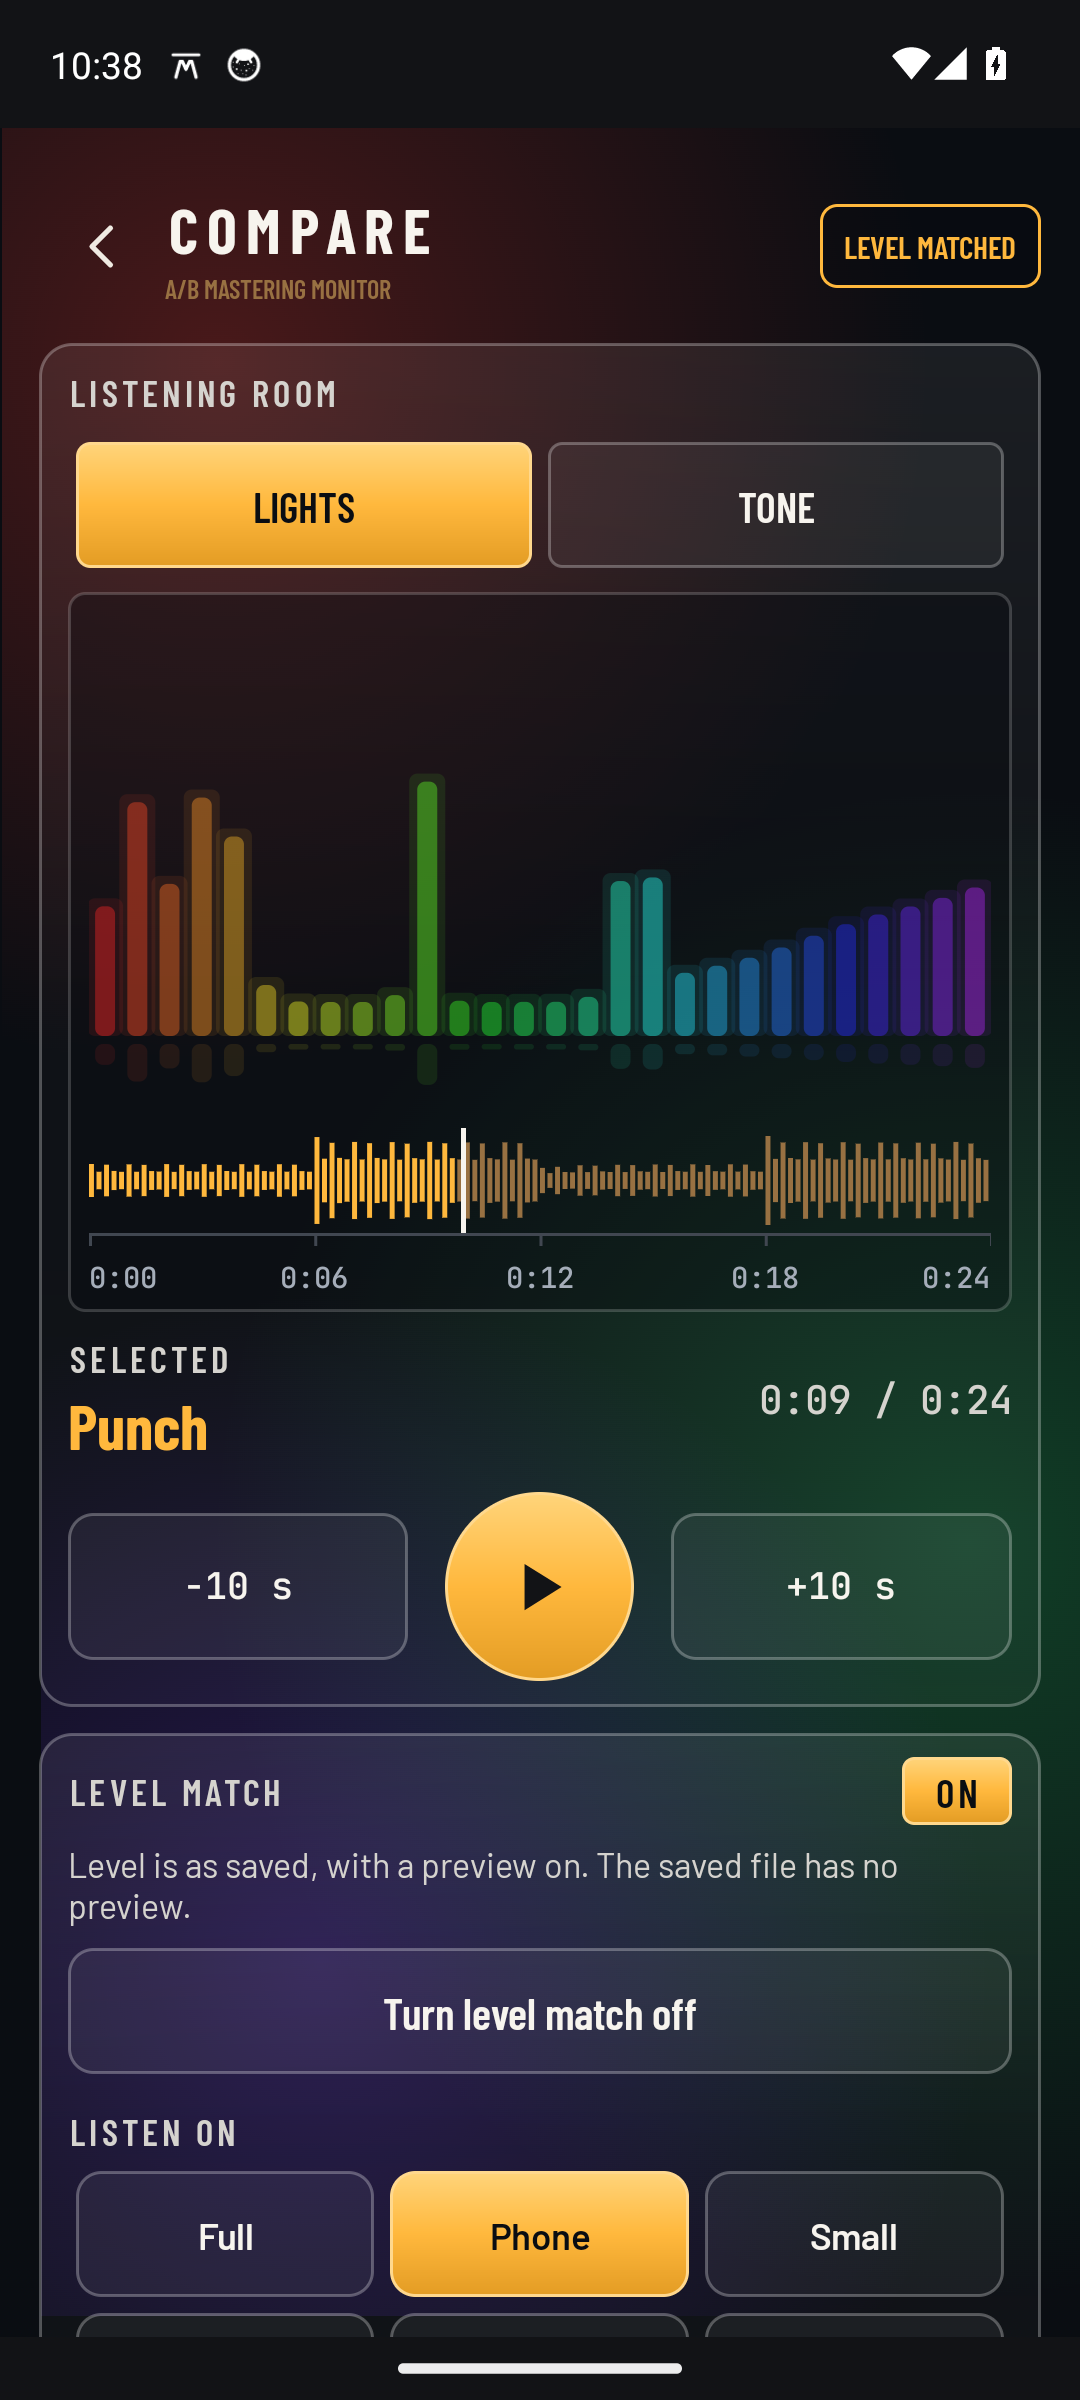 10:38
COMPARE
A/B MASTERING MONITOR
LEVEL MATCHED
LISTENING ROOM
LIGHTS
TONE
0:00 0:06 0:12 0:18 0:24
SELECTED
Punch
0:09 / 0:24
-10 s
+10 s
LEVEL MATCH
ON
Level is as saved, with a preview on. The saved file has no
preview.
Turn level match off
LISTEN ON
Full
Phone
Small